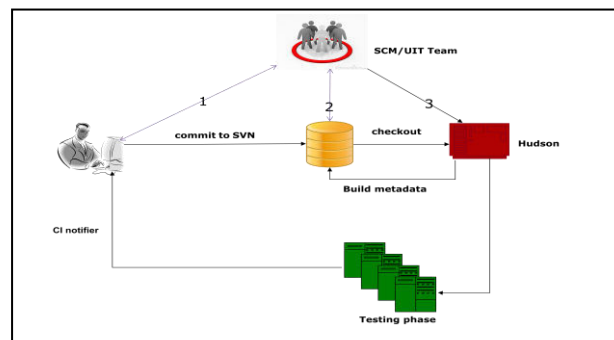 SCM/UIT Team
1
2
3
commit to SVN
checkout
Hudson
Build metadata
CI notifier
Testing phase